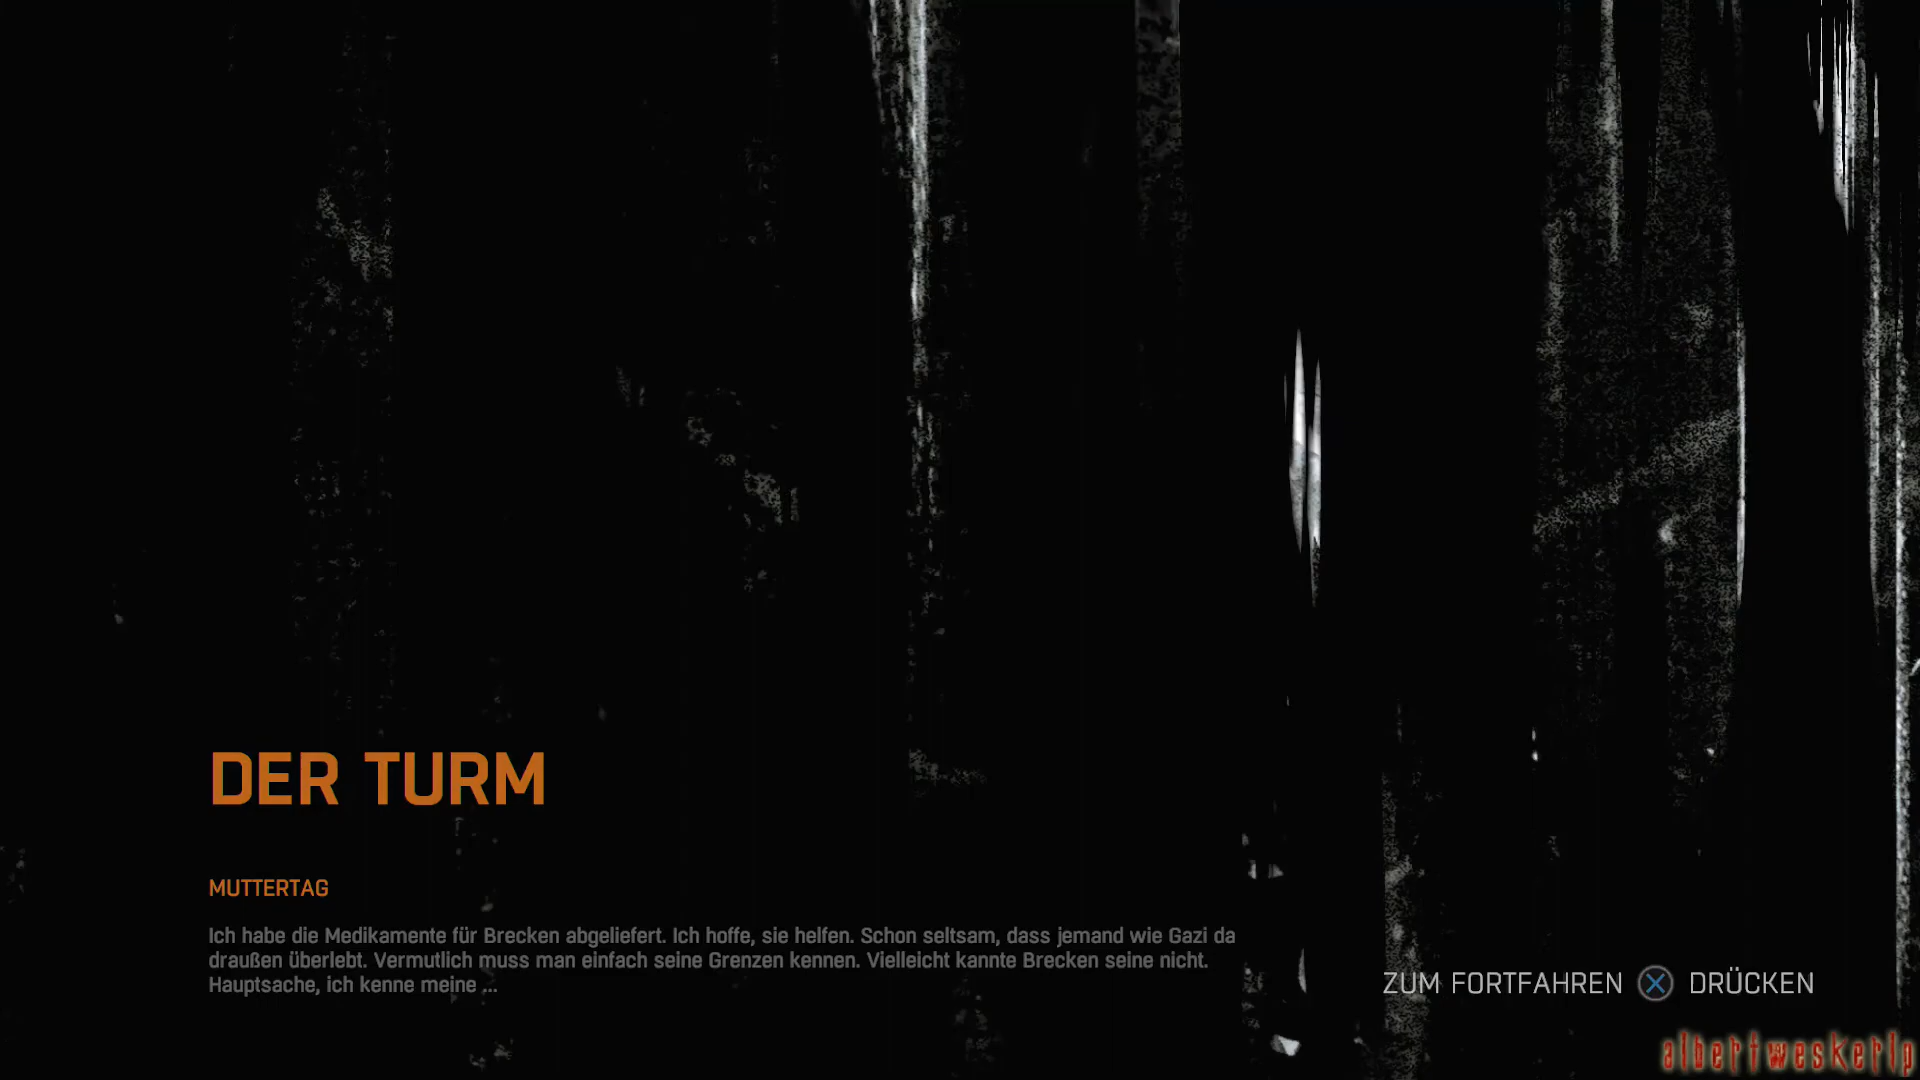 DER TURM
MUTTERTAG
Ich habe die Medikamente für Brecken abgeliefert. Ich hoffe, sie helfen. Schon seltsam, dass jemand wie Gazi da
draußen überlebt. Vermutlich muss man einfach seine Grenzen kennen. Vielleicht kannte Brecken seine nicht.
Hauptsache, ich kenne meine ...
ZUM FORTFAHREN ⓧ DRÜCKEN
albertweskerlp